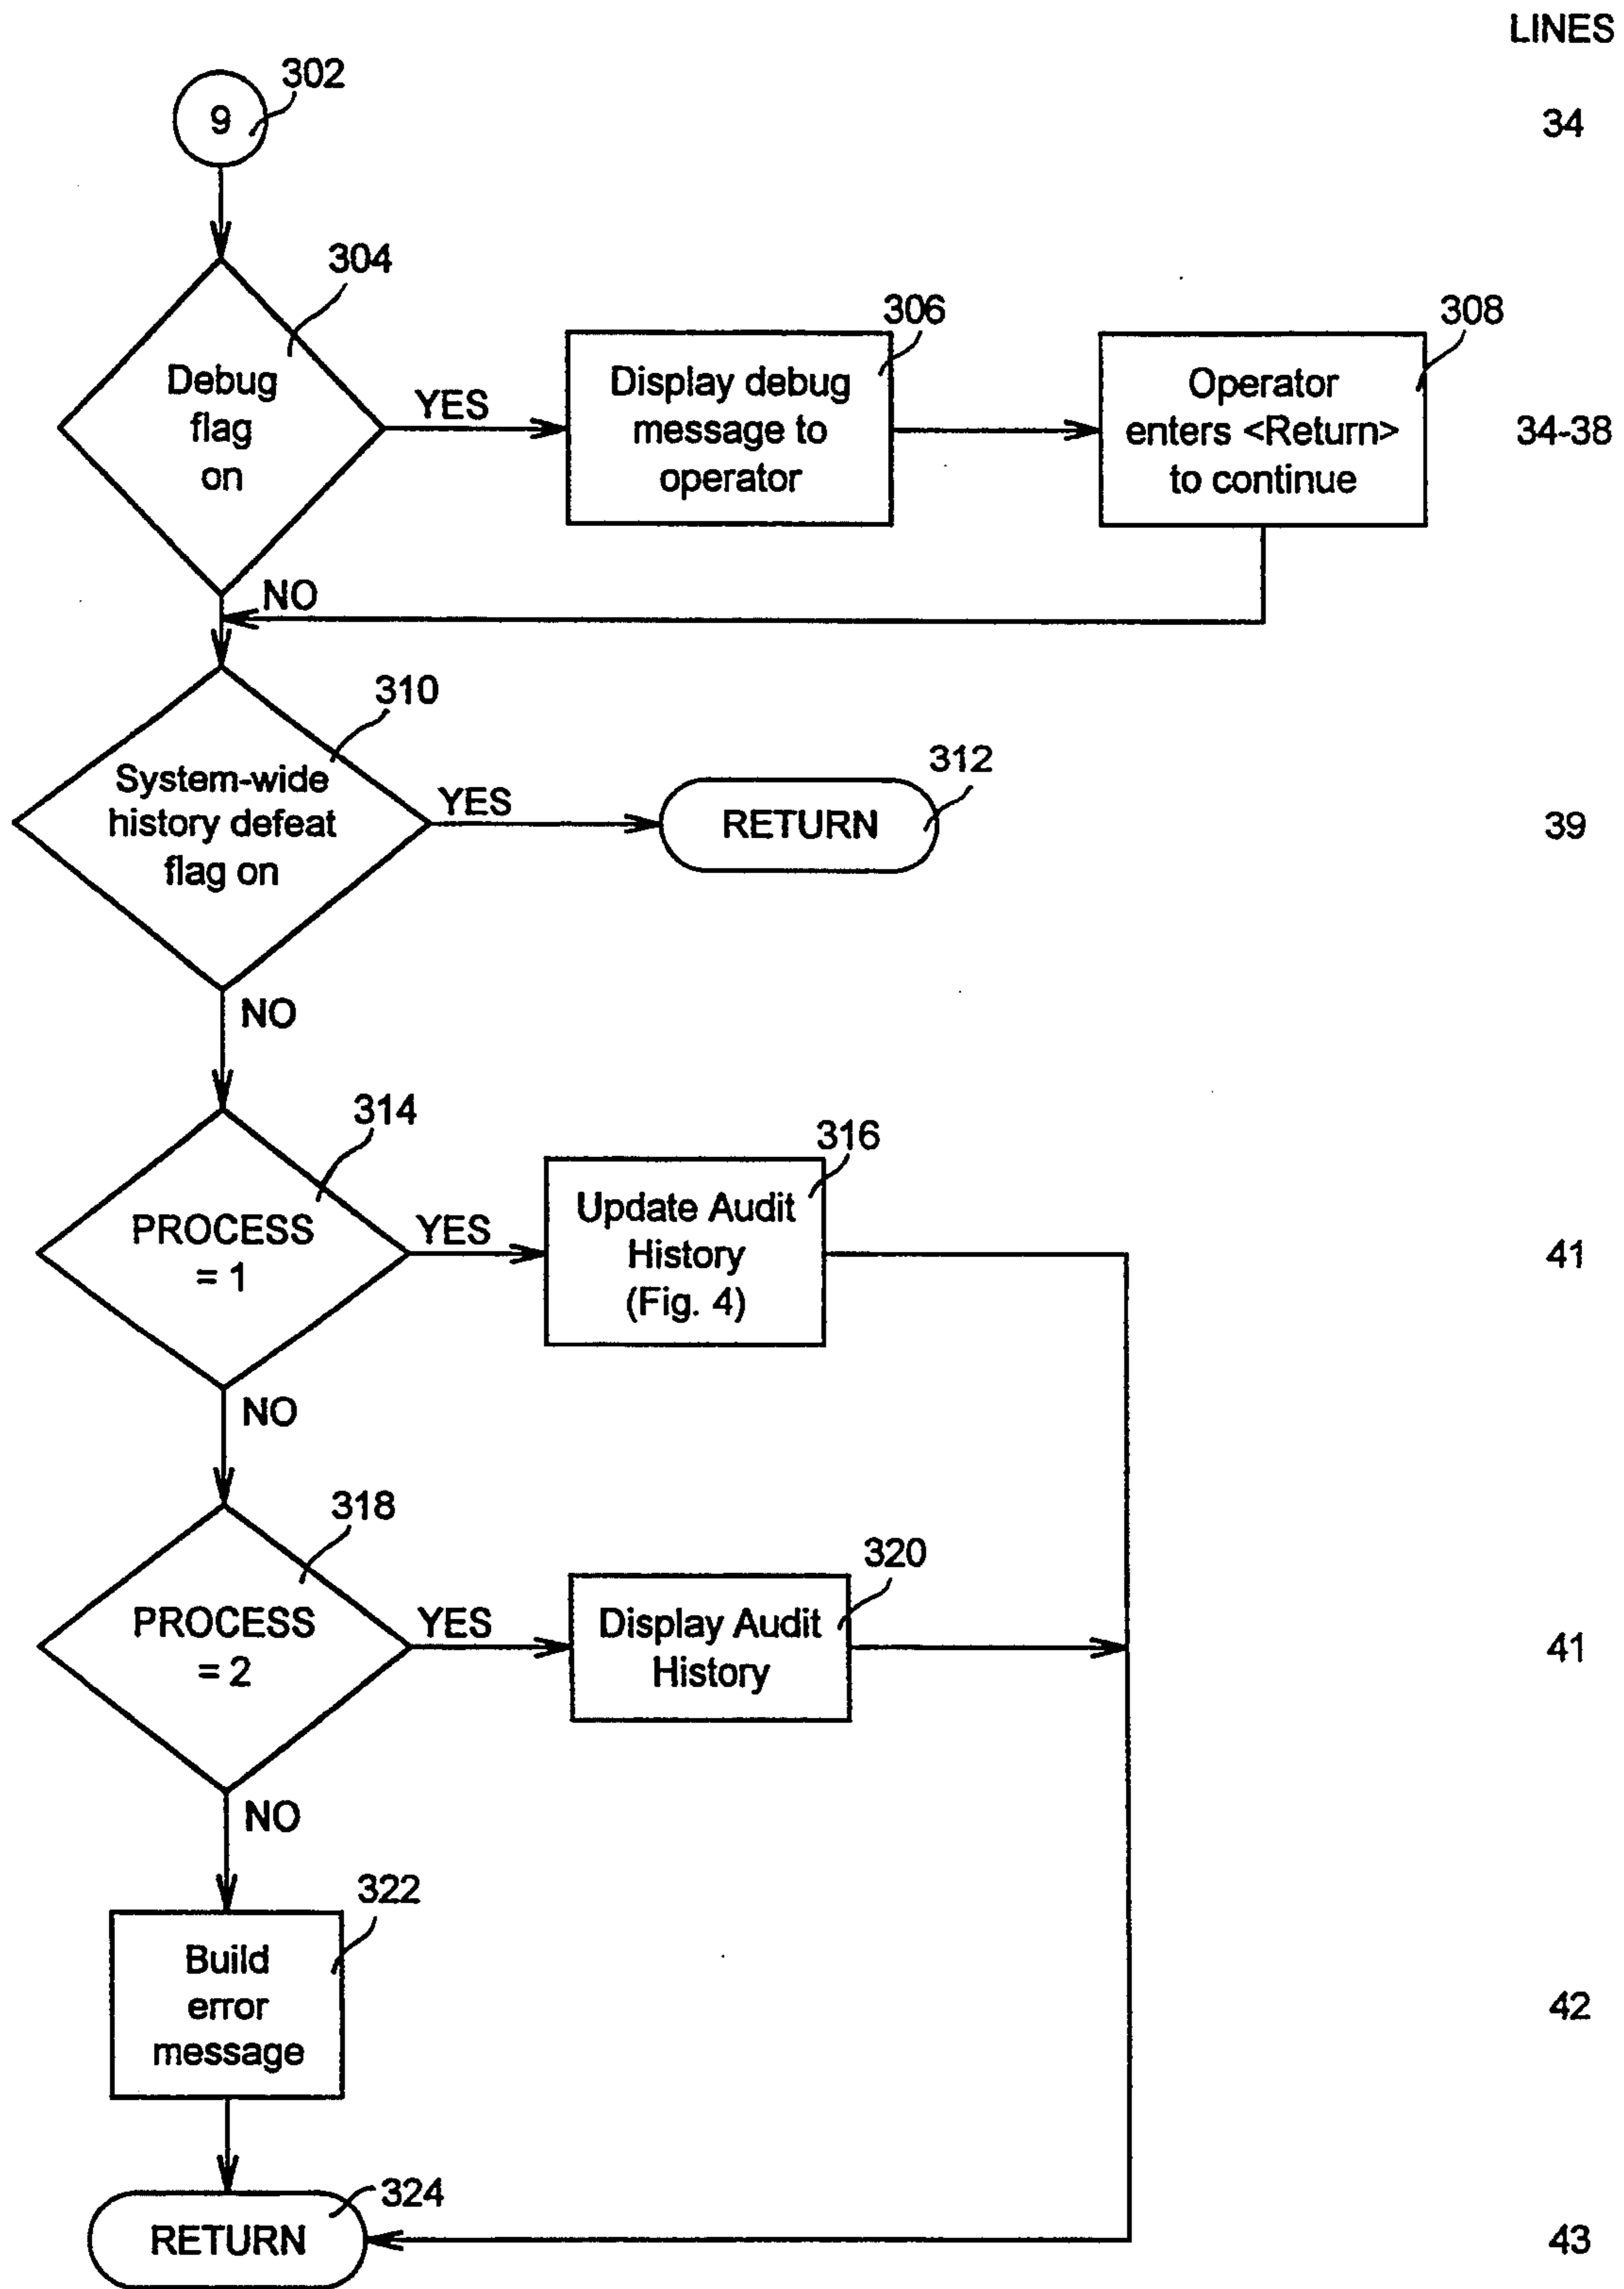 LINES
302
9
34
304
Debug
flag
on
YES
306
Display debug
message to
operator
308
Operator
enters <Return>
to continue
34-38
NO
310
System-wide
history defeat
flag on
YES
312
RETURN
39
NO
314
PROCESS
= 1
YES
316
Update Audit
History
(Fig. 4)
41
NO
318
PROCESS
= 2
YES
320
Display Audit
History
41
NO
322
Build
error
message
42
324
RETURN
43